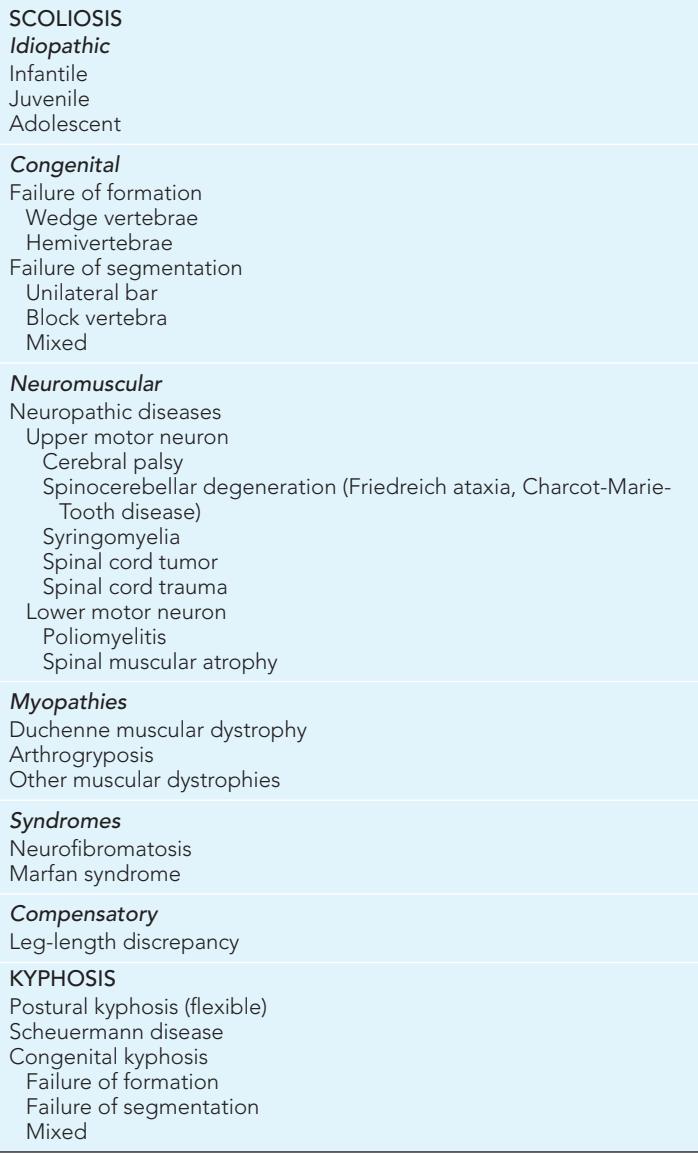 SCOLIOSIS
Idiopathic
Infantile
Juvenile
Adolescent
Congenital
Failure of formation
Wedge vertebrae
Hemivertebrae
Failure of segmentation
Unilateral bar
Block vertebra
Mixed
Neuromuscular
Neuropathic diseases
Upper motor neuron
Cerebral palsy
Spinocerebellar degeneration (Friedreich ataxia, Charcot-Marie-
Tooth disease)
Syringomyelia
Spinal cord tumor
Spinal cord trauma
Lower motor neuron
Poliomyelitis
Spinal muscular atrophy
Myopathies
Duchenne muscular dystrophy
Arthrogryposis
Other muscular dystrophies
Syndromes
Neurofibromatosis
Marfan syndrome
Compensatory
Leg-length discrepancy
KYPHOSIS
Postural kyphosis (flexible)
Scheuermann disease
Congenital kyphosis
Failure of formation
Failure of segmentation
Mixed